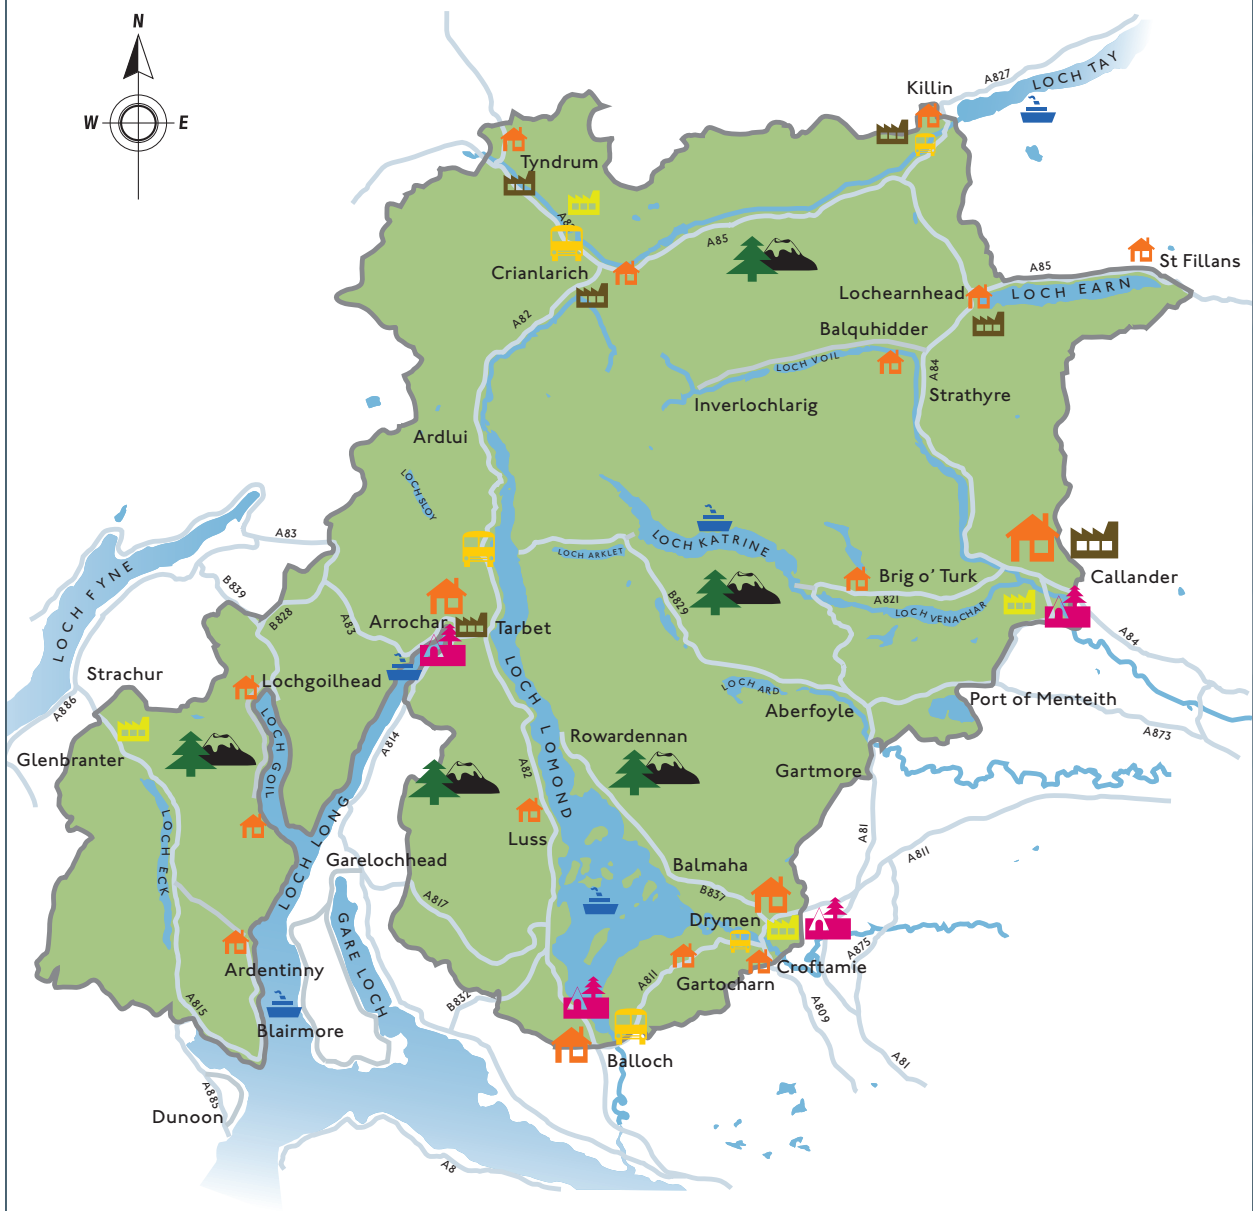 N
W
E
Killin
A827
LOCH TAY
Tyndrum
A85
St Fillans
Crianlarich
A85
LOCH EARN
Lochearnhead
A82
Balquhidder
LOCH VOIL
A84
Strathyre
Inverlochlarig
Ardlui
LOCH SLOY
A83
LOCH KATRINE
LOCH ARKLET
LOCH FYNE
B839
Brig o' Turk
Callander
A821
LOCH VENACHAR
B829
B828
A83
Arrochar
Tarbet
A84
Strachur
Lochgoilhead
LOCH ARD
Port of Menteith
A886
Aberfoyle
LOCH LOMOND
A873
LOCH GOIL
A814
Rowardennan
Glenbranter
A82
Gartmore
LOCH ECK
LOCH LONG
Luss
A81
A811
Garelochhead
Balmaha
A817
B837
GARE LOCH
Drymen
A875
Ardentinny
Croftamie
Gartocharn
A811
A815
B832
A809
Blairmore
Balloch
A81
A885
Dunoon
A8